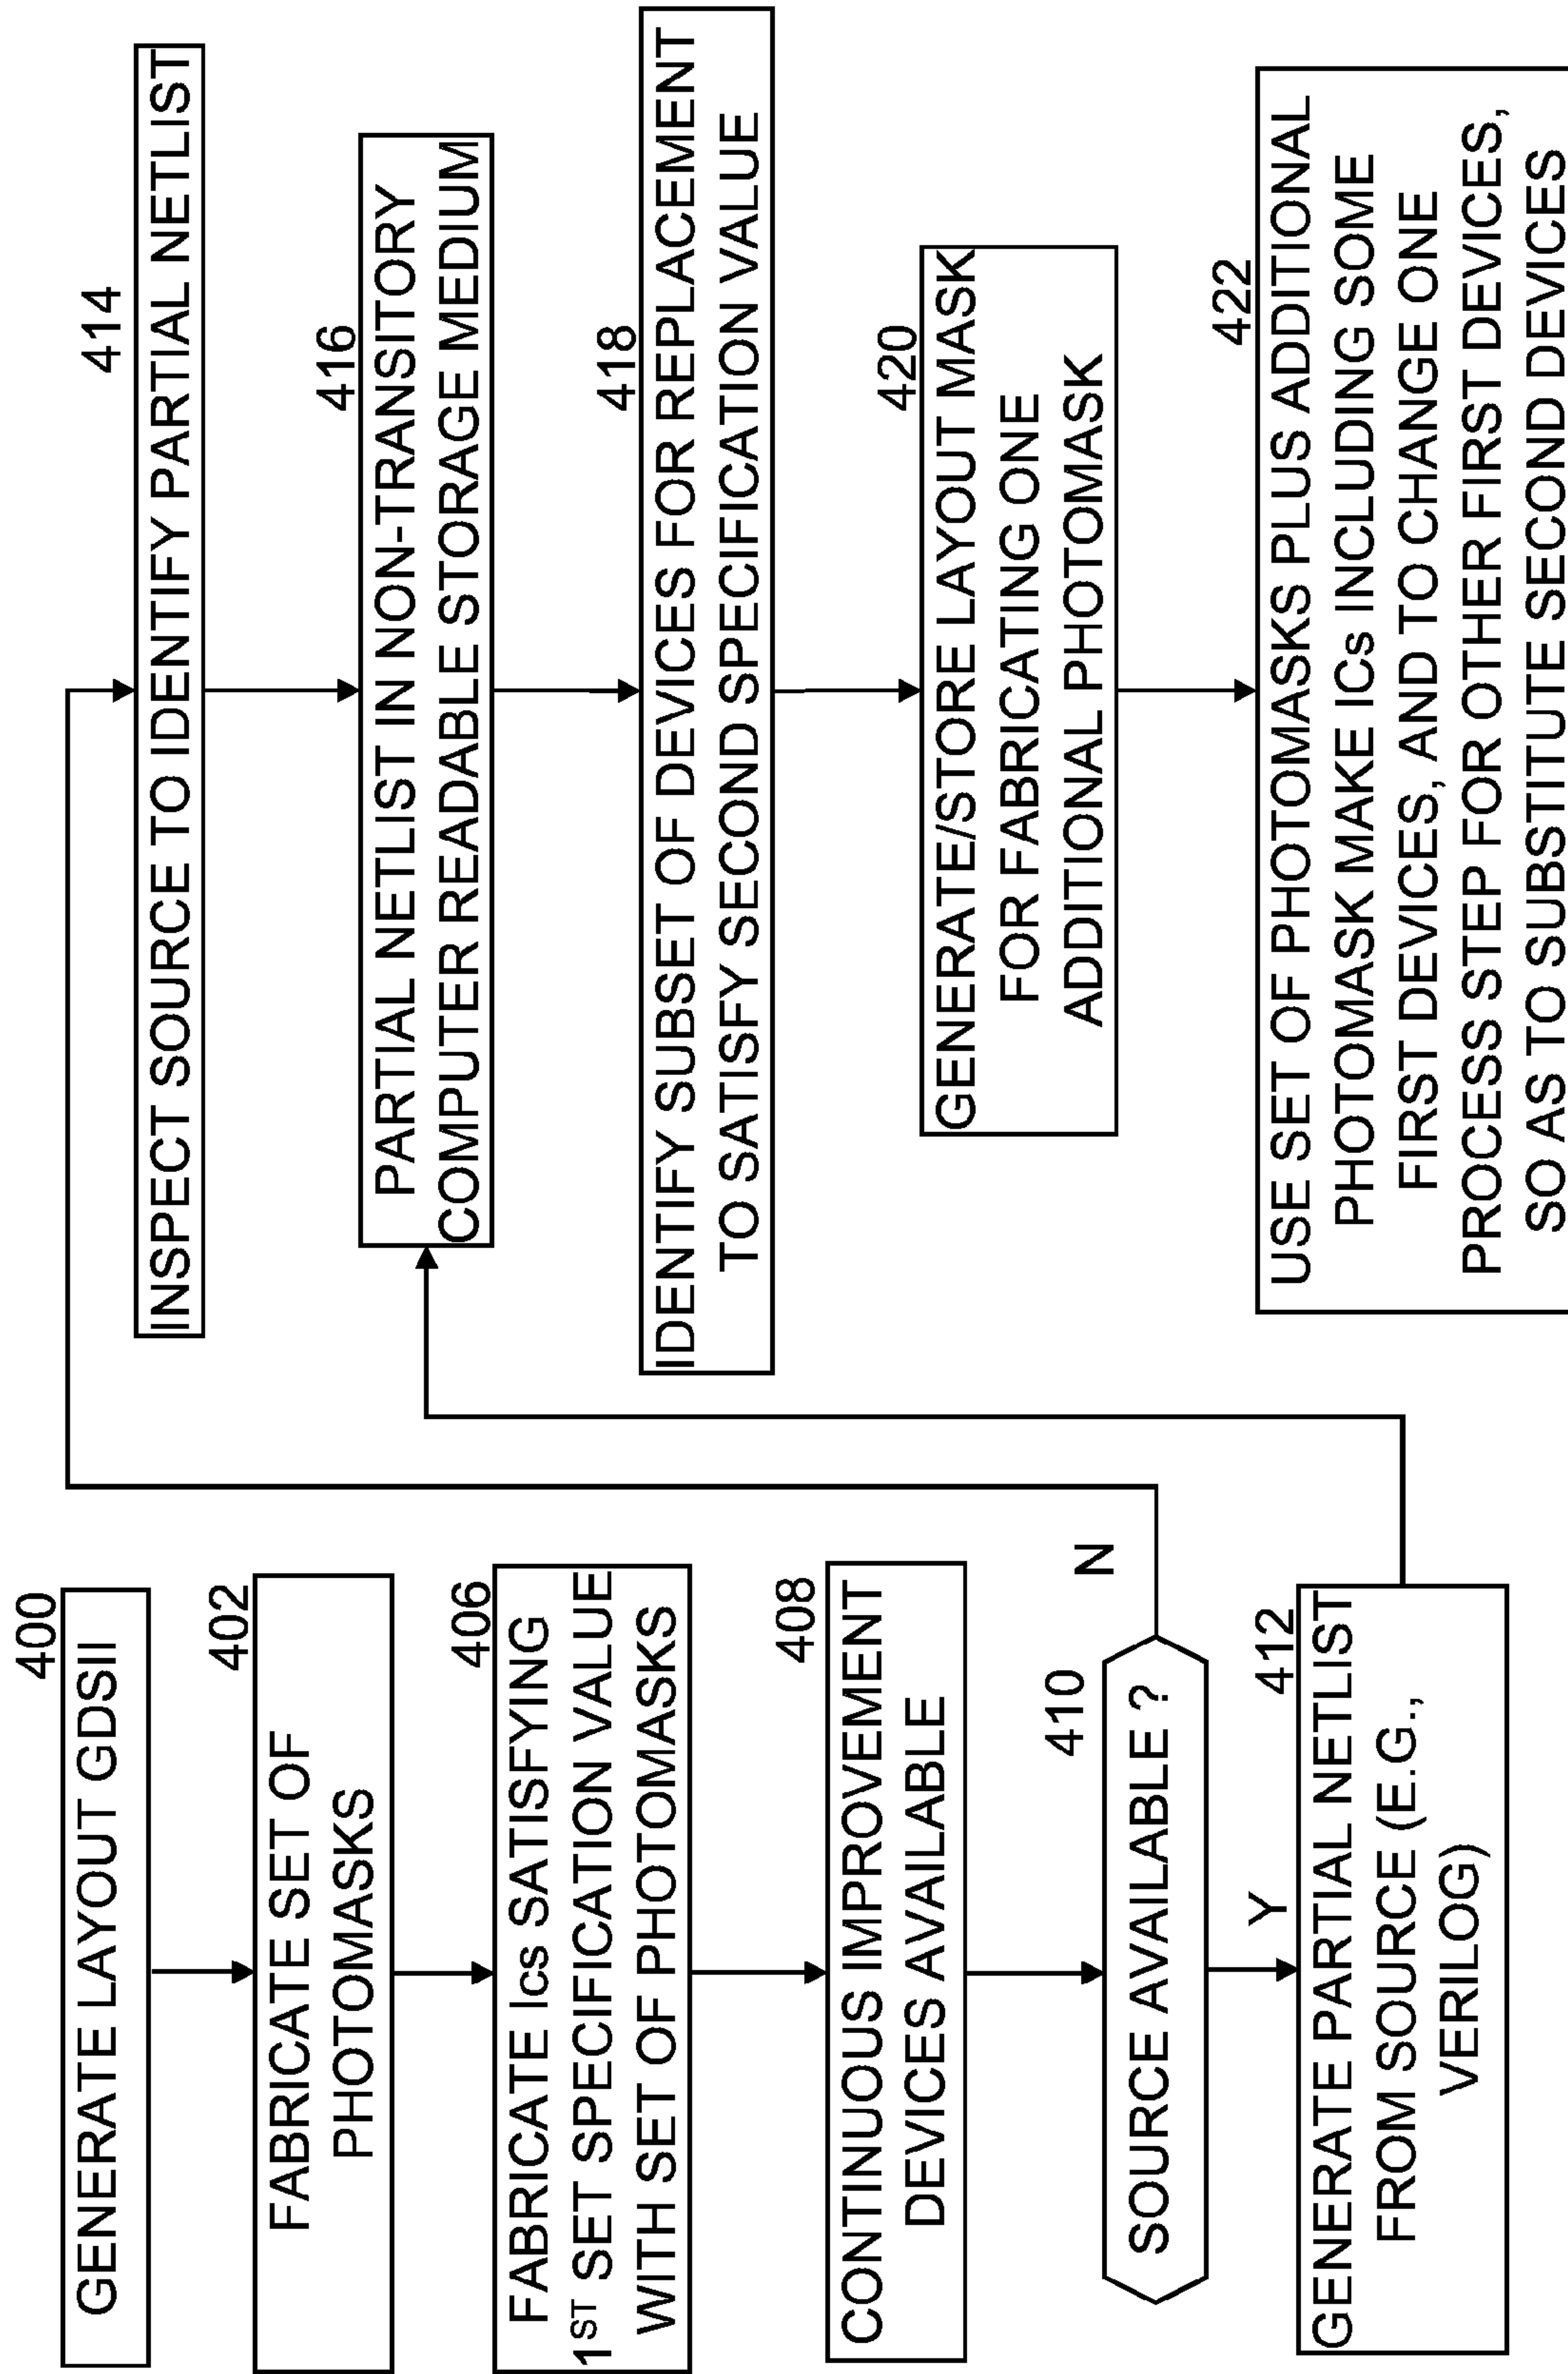 400
GENERATE LAYOUT GDSII
402
FABRICATE SET OF
PHOTOMASKS
406
FABRICATE Ics SATISFYING
1ST SET SPECIFICATION VALUE
WITH SET OF PHOTOMASKS
408
CONTINUOUS IMPROVEMENT
DEVICES AVAILABLE
410
SOURCE AVAILABLE ?
N
Y
412
GENERATE PARTIAL NETLIST
FROM SOURCE (E.G.,
VERILOG)
414
INSPECT SOURCE TO IDENTIFY PARTIAL NETLIST
416
PARTIAL NETLIST IN NON-TRANSITORY
COMPUTER READABLE STORAGE MEDIUM
418
IDENTIFY SUBSET OF DEVICES FOR REPLACEMENT
TO SATISFY SECOND SPECIFICATION VALUE
420
GENERATE/STORE LAYOUT MASK
FOR FABRICATING ONE
ADDITIONAL PHOTOMASK
422
USE SET OF PHOTOMASKS PLUS ADDITIONAL
PHOTOMASK MAKE ICs INCLUDING SOME
FIRST DEVICES, AND TO CHANGE ONE
PROCESS STEP FOR OTHER FIRST DEVICES,
SO AS TO SUBSTITUTE SECOND DEVICES